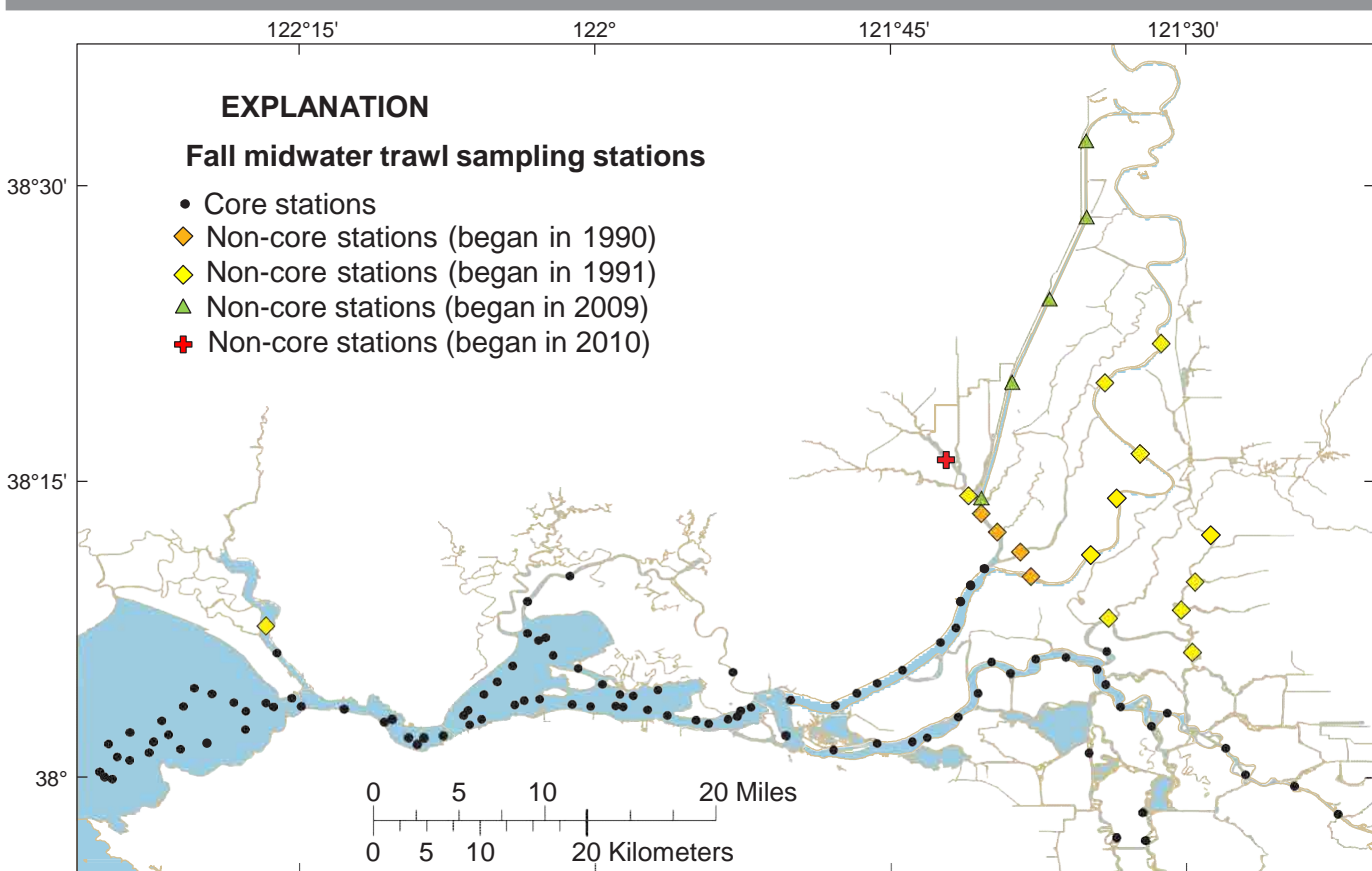 122°15' 122° 121°45' 121°30'
EXPLANATION
Fall midwater trawl sampling stations
38°30'
Core stations
Non-core stations (began in 1990)
Non-core stations (began in 1991)
Non-core stations (began in 2009)
Non-core stations (began in 2010)
38°15'
38°
0 5 10 20 Miles
0 5 10 20 Kilometers